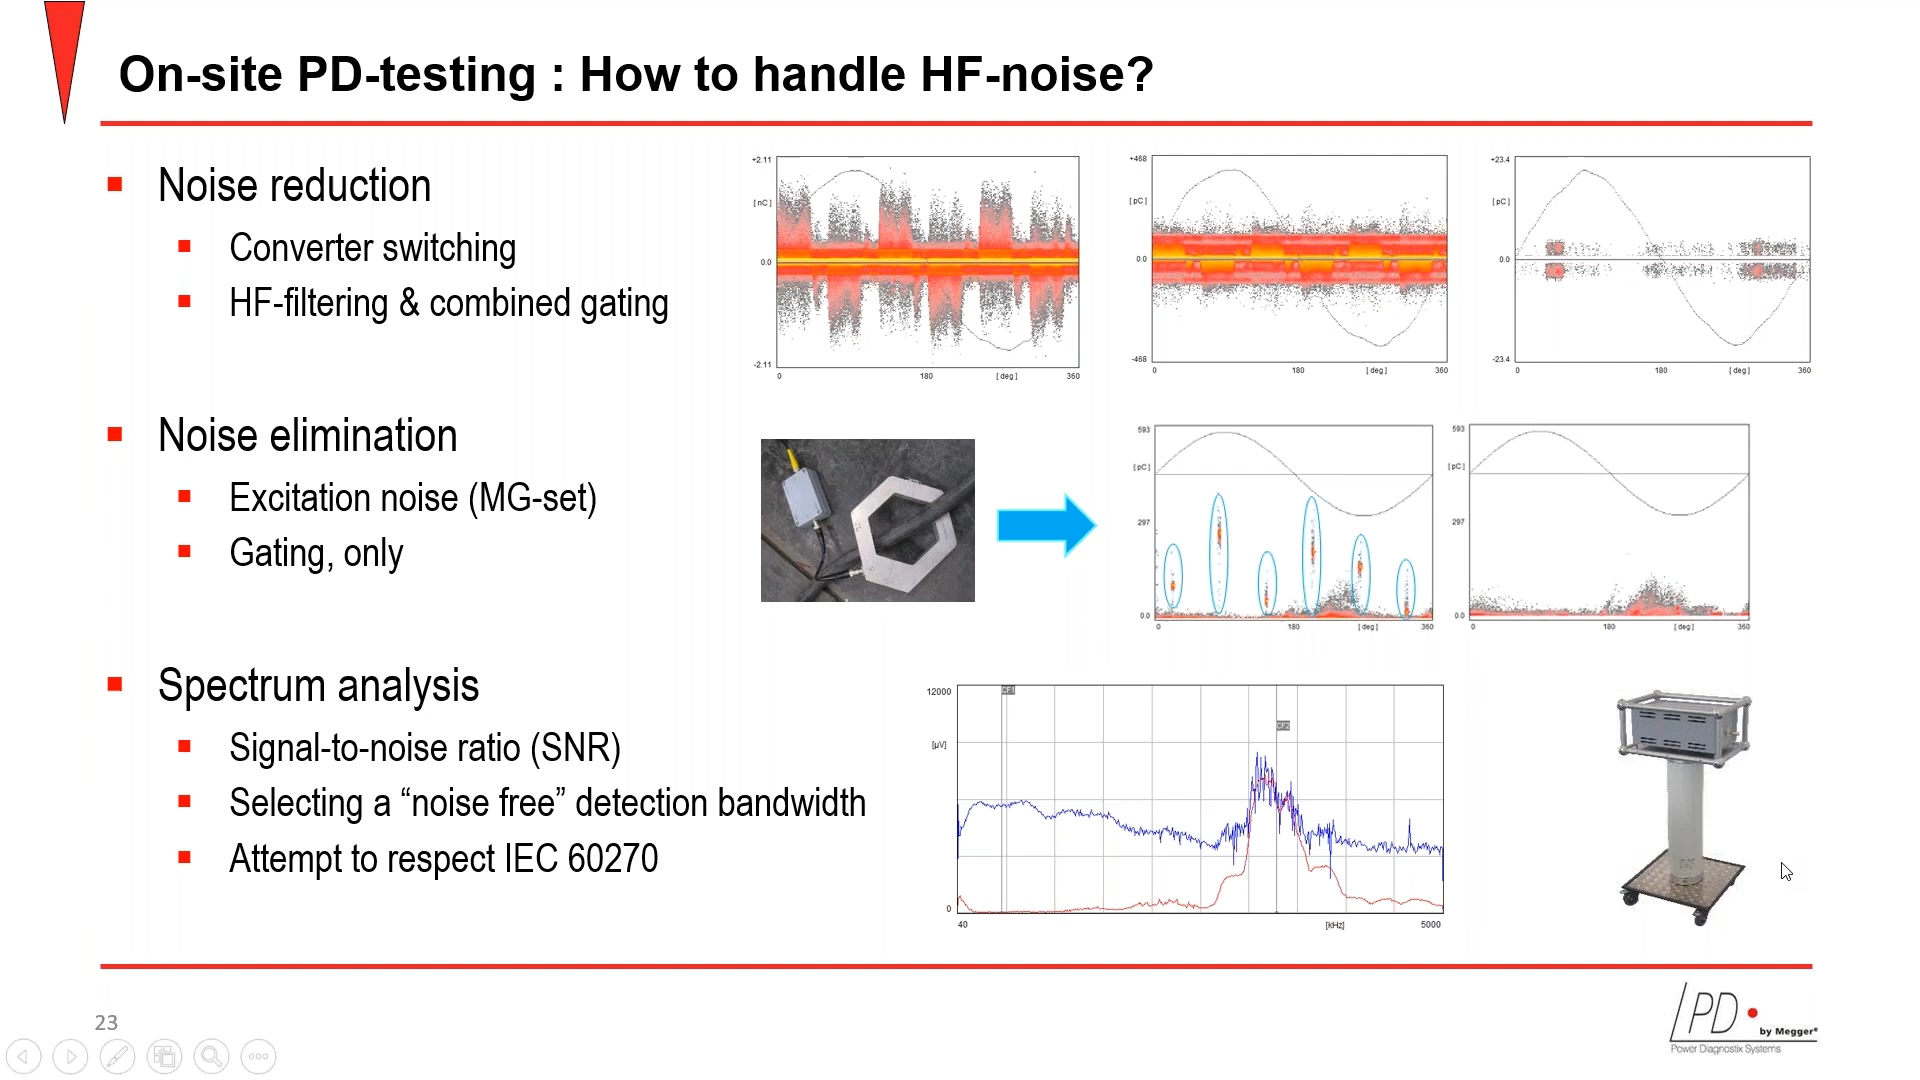 On-site PD-testing : How to handle HF-noise?
Noise reduction
Converter switching
HF-filtering & combined gating
+2.11
[ nC ]
0.0
-2.11
0
180
[ deg ]
360
+468
[ pC ]
0.0
-468
0
180
[ deg ]
360
+23.4
[ pC ]
0.0
-23.4
0
180
[ deg ]
360
Noise elimination
Excitation noise (MG-set)
Gating, only
593
[ pC ]
297
0.0
0
180
[ deg ]
360
593
[ pC ]
297
0.0
0
180
[ deg ]
360
Spectrum analysis
Signal-to-noise ratio (SNR)
Selecting a “noise free” detection bandwidth
Attempt to respect IEC 60270
12000
[µV]
0
CF1
CF2
40
[kHz]
5000
23
PD
by Megger®
Power Diagnostix Systems